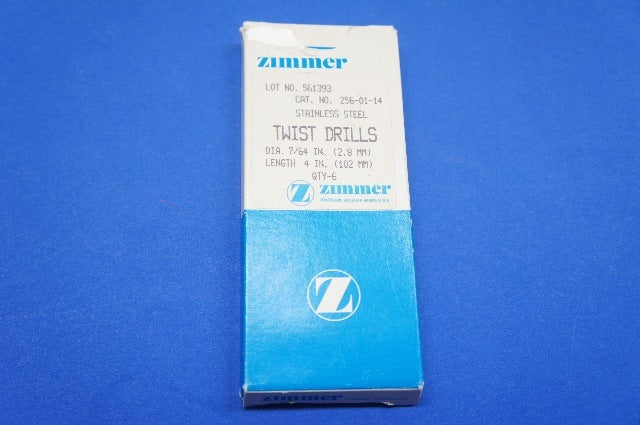 zimmer
LOT NO. 561393
CAT. NO. 256-01-14
STAINLESS STEEL
TWIST DRILLS
DIA. 7/64 IN. (2.8 MM)
LENGTH 4 IN. (102 MM)
QTY-6
Z zimmer
Z
zimmer